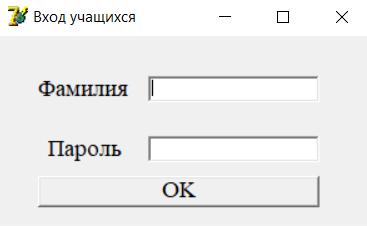 Вход учащихся
Фамилия
Пароль
OK